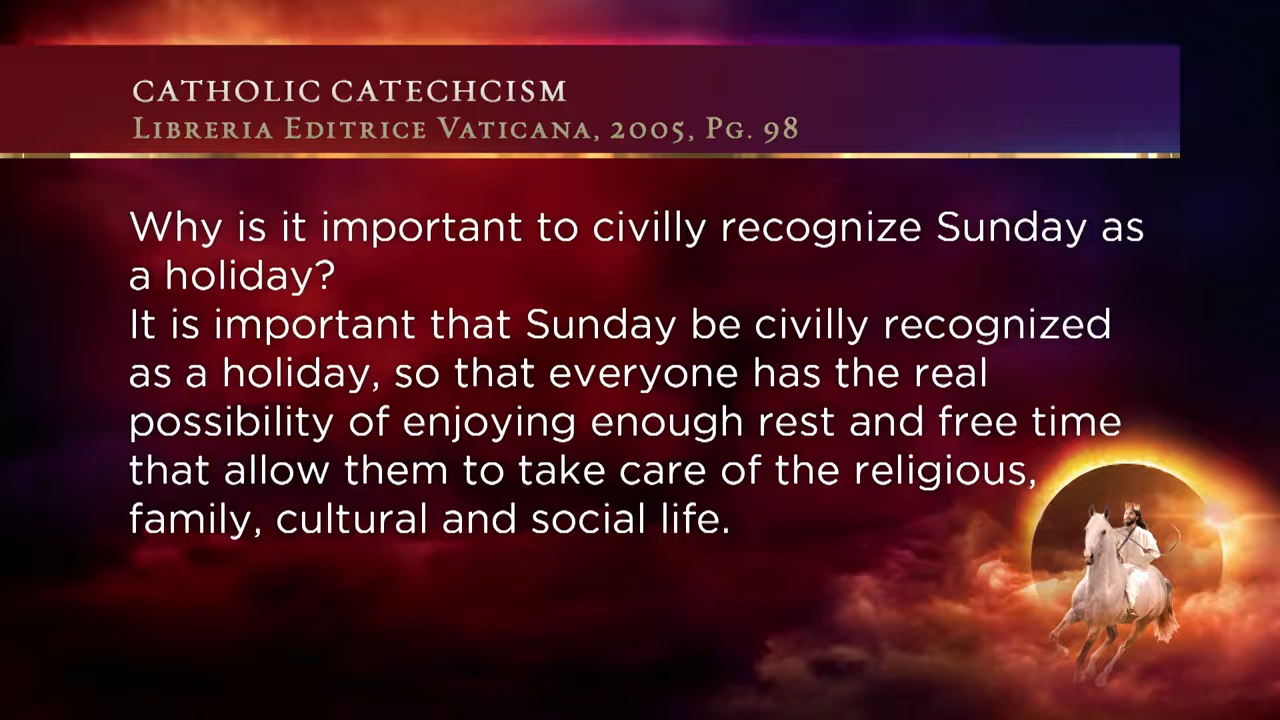 CATHOLIC CATECHCISM
LIBRERIA EDITRICE VATICANA, 2005, PG. 98
Why is it important to civilly recognize Sunday as
a holiday?
It is important that Sunday be civilly recognized
as a holiday, so that everyone has the real
possibility of enjoying enough rest and free time
that allow them to take care of the religious,
family, cultural and social life.